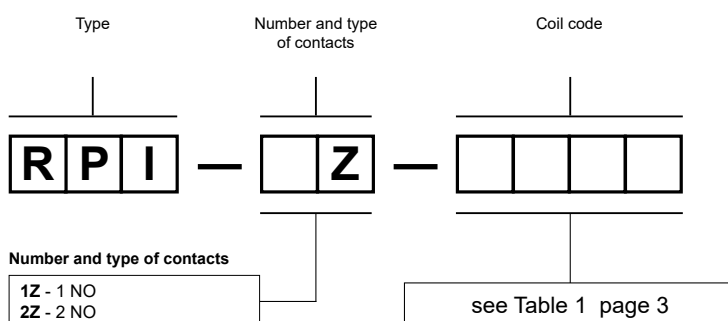 Type
Number and type
of contacts
Coil code
RPI — Z —
Number and type of contacts
1Z - 1 NO
2Z - 2 NO
see Table 1 page 3